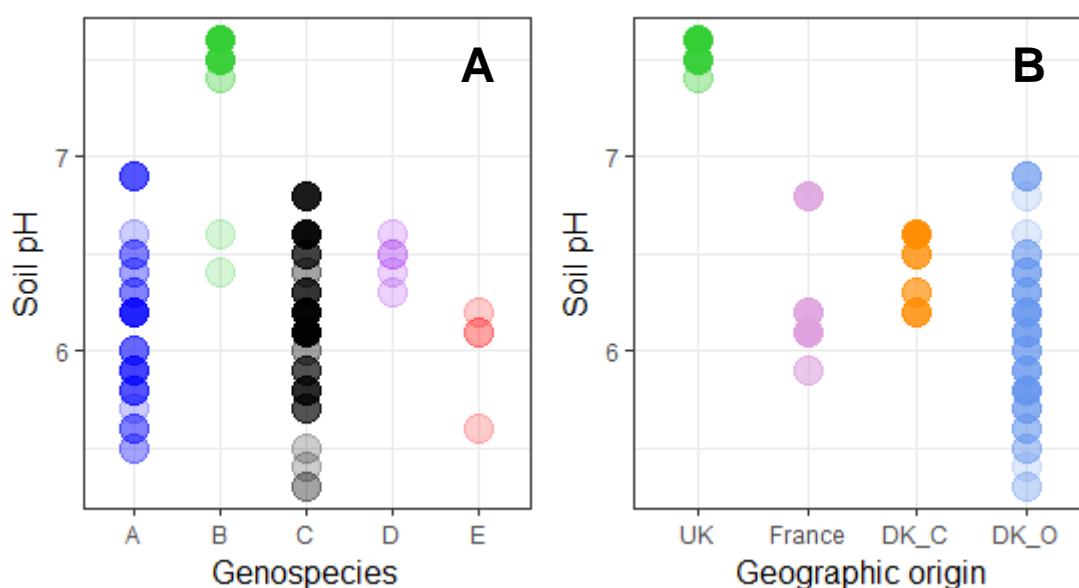 A
B
7
6
Soil pH
A B C D E
Genospecies
7
6
Soil pH
UK France DK_C DK_O
Geographic origin